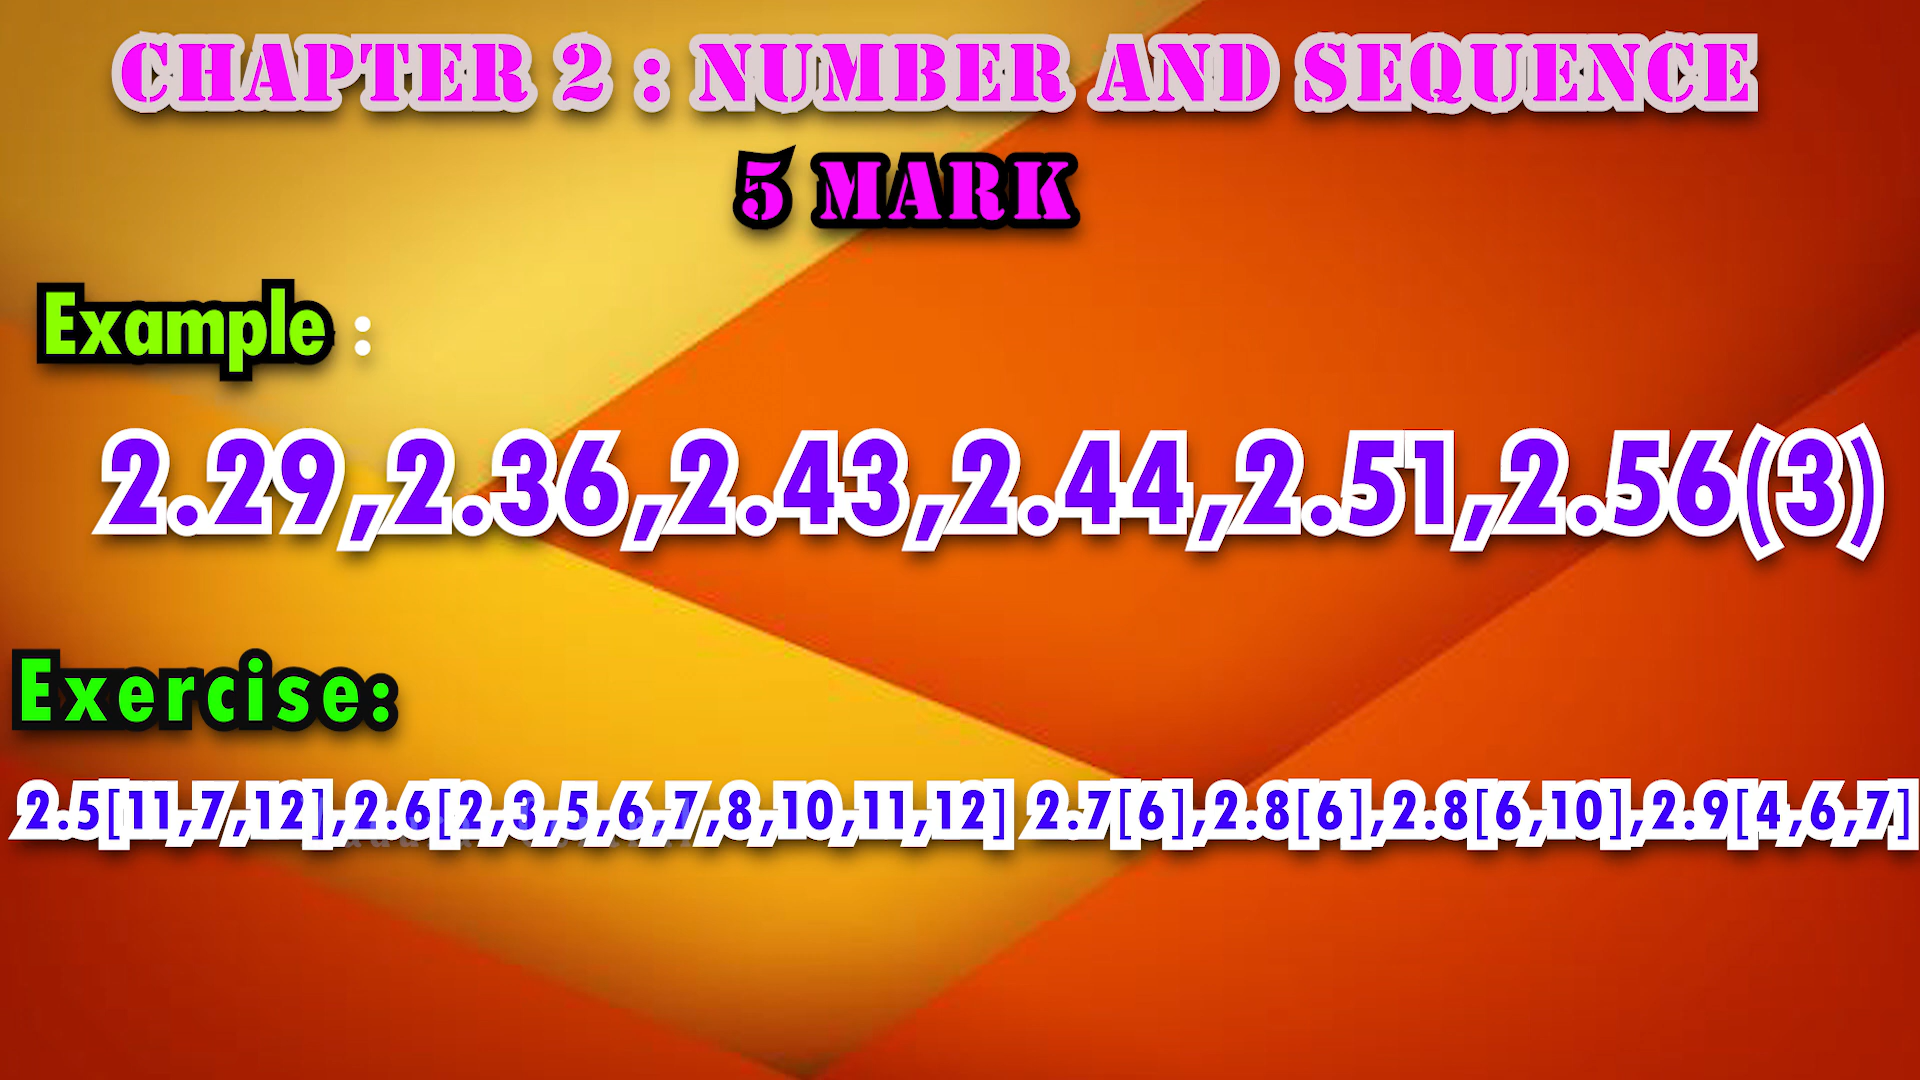 CHAPTER 2 : NUMBER AND SEQUENCE
5 MARK
Example :
2.29,2.36,2.43,2.44,2.51,2.56(3)
Exercise:
2.5[11,7,12],2.6[2,3,5,6,7,8,10,11,12] 2.7[6],2.8[6],2.8[6,10],2.9[4,6,7]